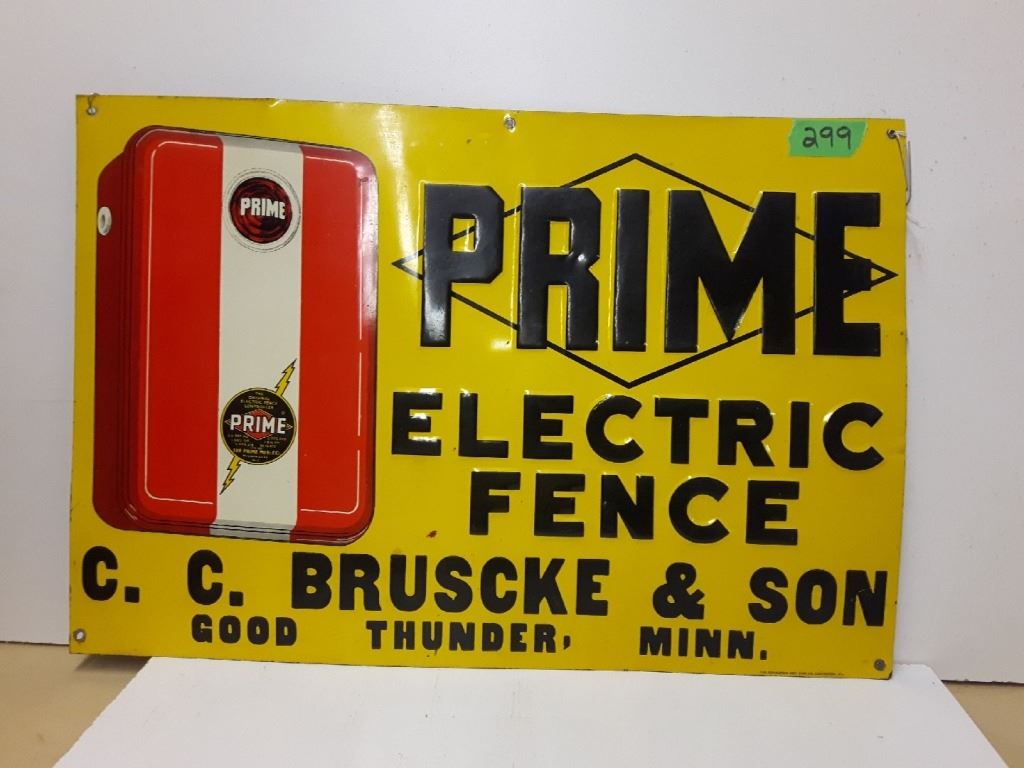 299
PRIME
PRIME
ELECTRIC
FENCE
PRIME
C. C. BRUSCKE & SON
GOOD THUNDER, MINN.